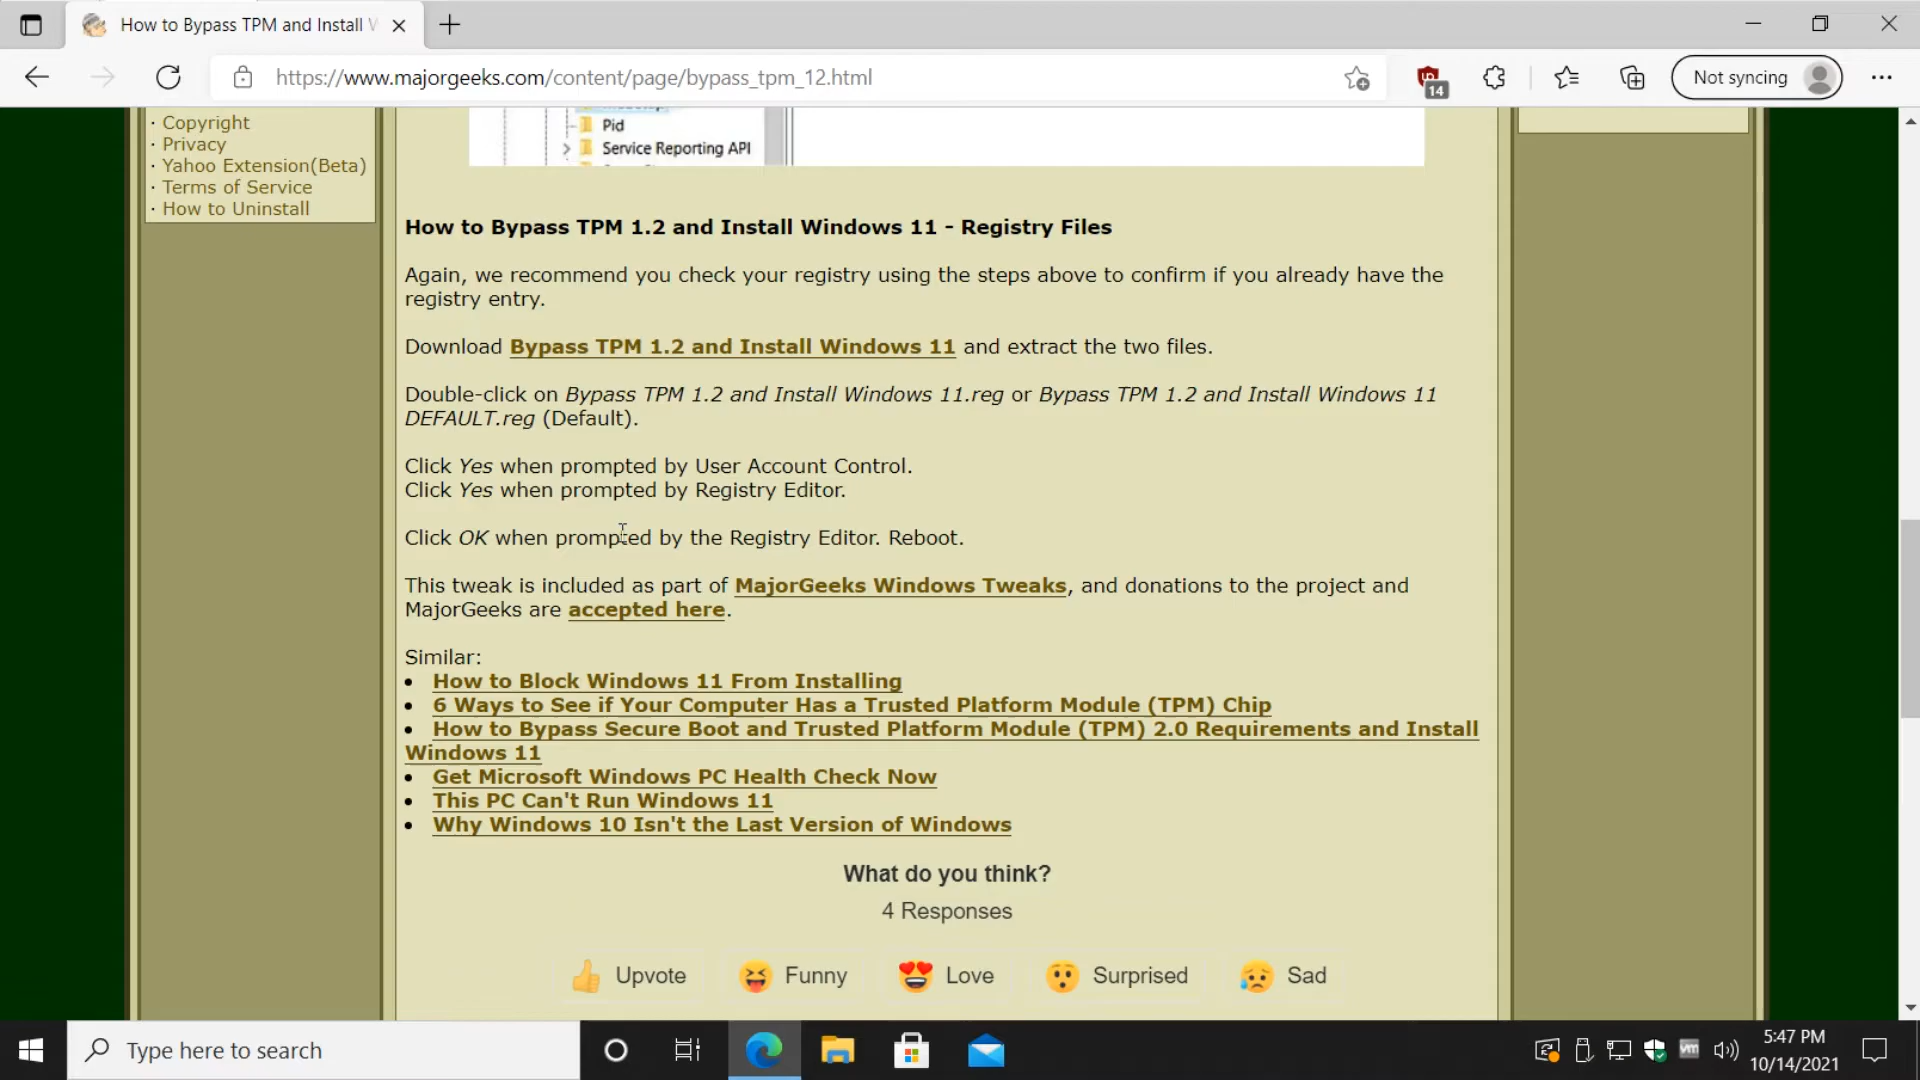 How to Bypass TPM and Install W
https://www.majorgeeks.com/content/page/bypass_tpm_12.html
14
Not syncing
· Copyright
· Privacy
· Yahoo Extension(Beta)
· Terms of Service
· How to Uninstall
Pid
Service Reporting API
How to Bypass TPM 1.2 and Install Windows 11 - Registry Files
Again, we recommend you check your registry using the steps above to confirm if you already have the
registry entry.
Download Bypass TPM 1.2 and Install Windows 11 and extract the two files.
Double-click on Bypass TPM 1.2 and Install Windows 11.reg or Bypass TPM 1.2 and Install Windows 11
DEFAULT.reg (Default).
Click Yes when prompted by User Account Control.
Click Yes when prompted by Registry Editor.
Click OK when prompted by the Registry Editor. Reboot.
This tweak is included as part of MajorGeeks Windows Tweaks, and donations to the project and
MajorGeeks are accepted here.
Similar:
• How to Block Windows 11 From Installing
• 6 Ways to See if Your Computer Has a Trusted Platform Module (TPM) Chip
• How to Bypass Secure Boot and Trusted Platform Module (TPM) 2.0 Requirements and Install
Windows 11
• Get Microsoft Windows PC Health Check Now
• This PC Can't Run Windows 11
• Why Windows 10 Isn't the Last Version of Windows
What do you think?
4 Responses
Upvote
Funny
Love
Surprised
Sad
Type here to search
vm
5:47 PM
10/14/2021